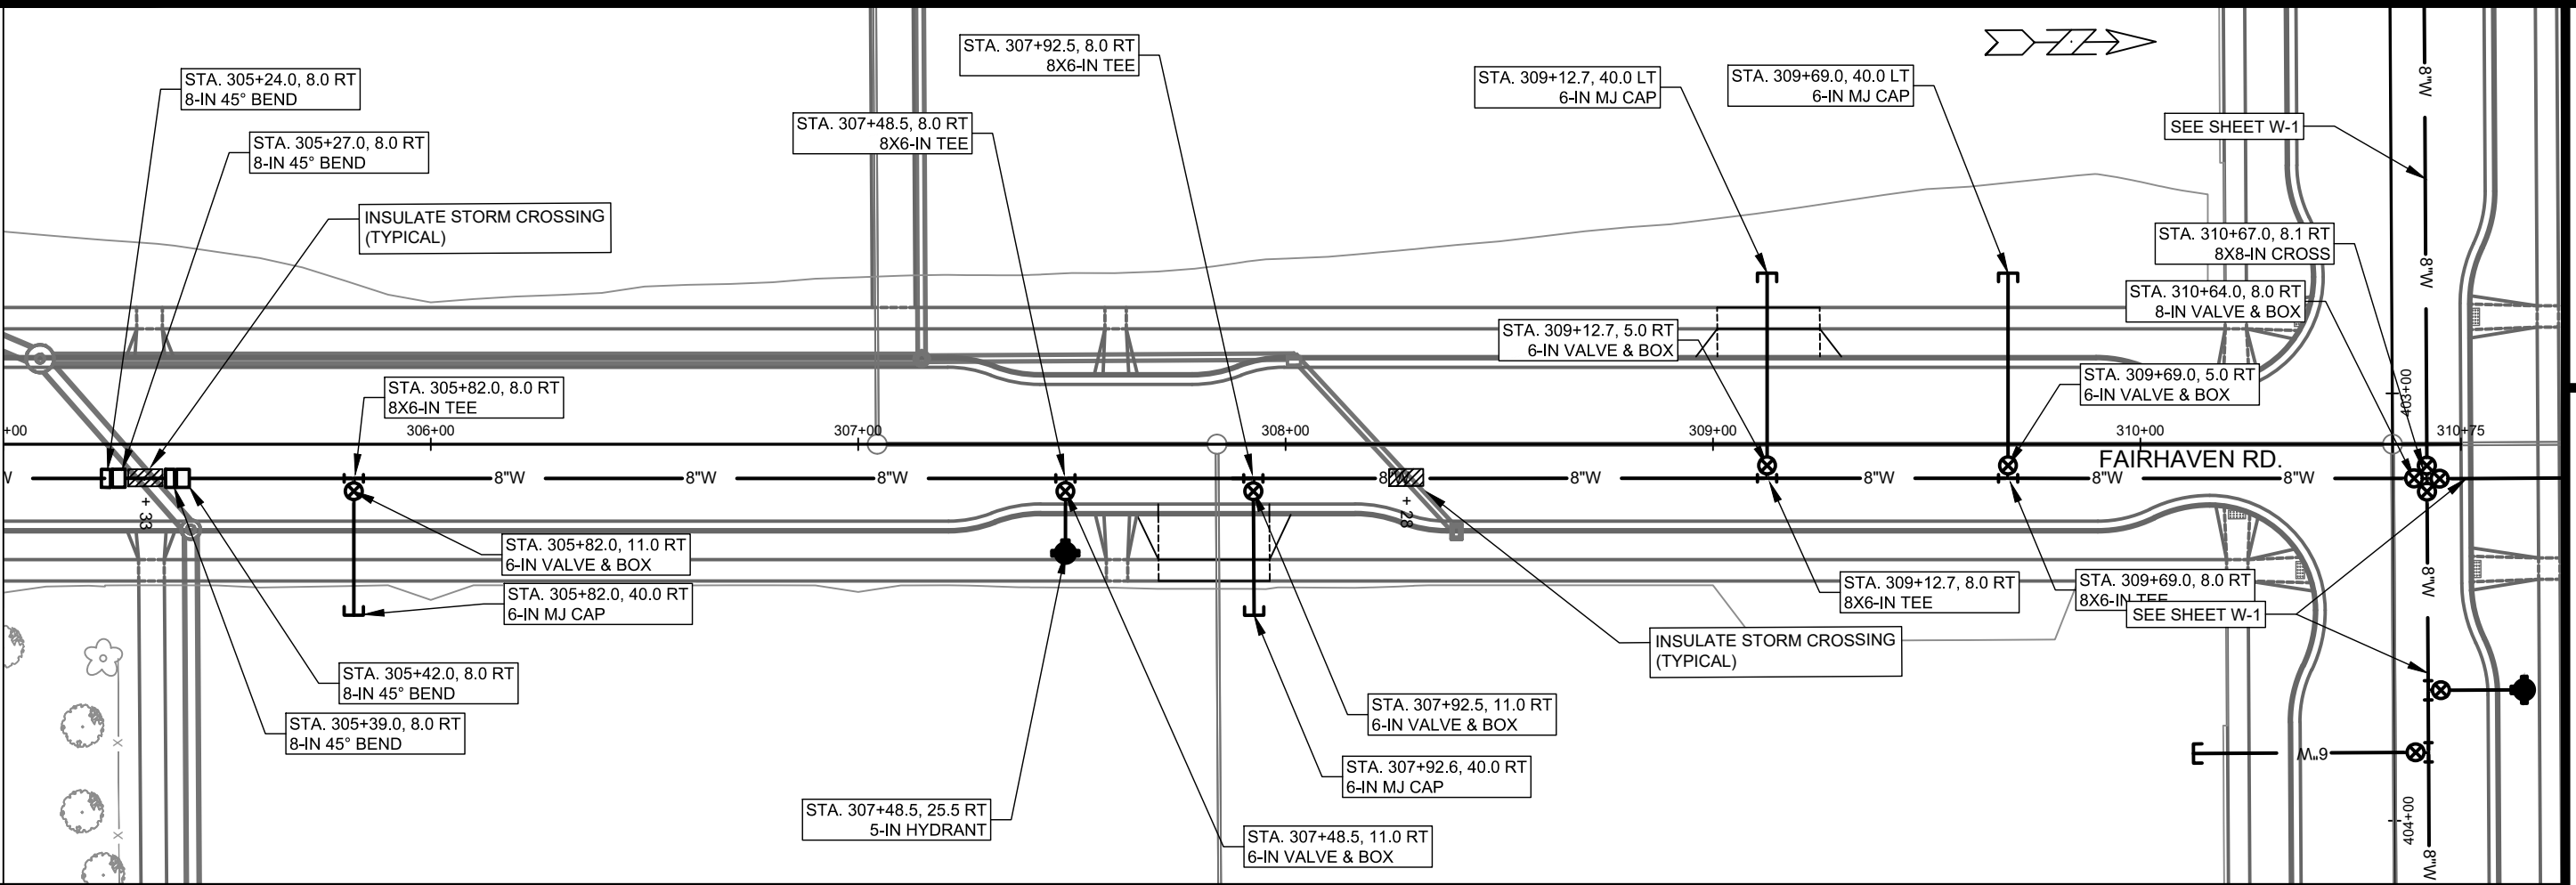 STA. 305+24.0, 8.0 RT
8-IN 45° BEND
STA. 305+27.0, 8.0 RT
8-IN 45° BEND
INSULATE STORM CROSSING
(TYPICAL)
STA. 307+92.5, 8.0 RT
8X6-IN TEE
STA. 307+48.5, 8.0 RT
8X6-IN TEE
STA. 309+12.7, 40.0 LT
6-IN MJ CAP
STA. 309+69.0, 40.0 LT
6-IN MJ CAP
8"W
SEE SHEET W-1
STA. 310+67.0, 8.1 RT
8X8-IN CROSS
8"W
STA. 310+64.0, 8.0 RT
8-IN VALVE & BOX
STA. 309+12.7, 5.0 RT
6-IN VALVE & BOX
STA. 309+69.0, 5.0 RT
6-IN VALVE & BOX
STA. 305+82.0, 8.0 RT
8X6-IN TEE
403+00
+00
306+00
307+00
308+00
309+00
310+00
310+75
FAIRHAVEN RD.
W
8"W
8"W
8"W
8"W
8"W
8"W
8"W
8"W
+ 33
+ 28
STA. 305+82.0, 11.0 RT
6-IN VALVE & BOX
STA. 305+82.0, 40.0 RT
6-IN MJ CAP
STA. 309+12.7, 8.0 RT
8X6-IN TEE
STA. 309+69.0, 8.0 RT
8X6-IN TEE
8"W
SEE SHEET W-1
INSULATE STORM CROSSING
(TYPICAL)
STA. 305+42.0, 8.0 RT
8-IN 45° BEND
STA. 305+39.0, 8.0 RT
8-IN 45° BEND
STA. 307+92.5, 11.0 RT
6-IN VALVE & BOX
STA. 307+92.6, 40.0 RT
6-IN MJ CAP
6"W
STA. 307+48.5, 25.5 RT
5-IN HYDRANT
STA. 307+48.5, 11.0 RT
6-IN VALVE & BOX
404+00
8"W
X
X